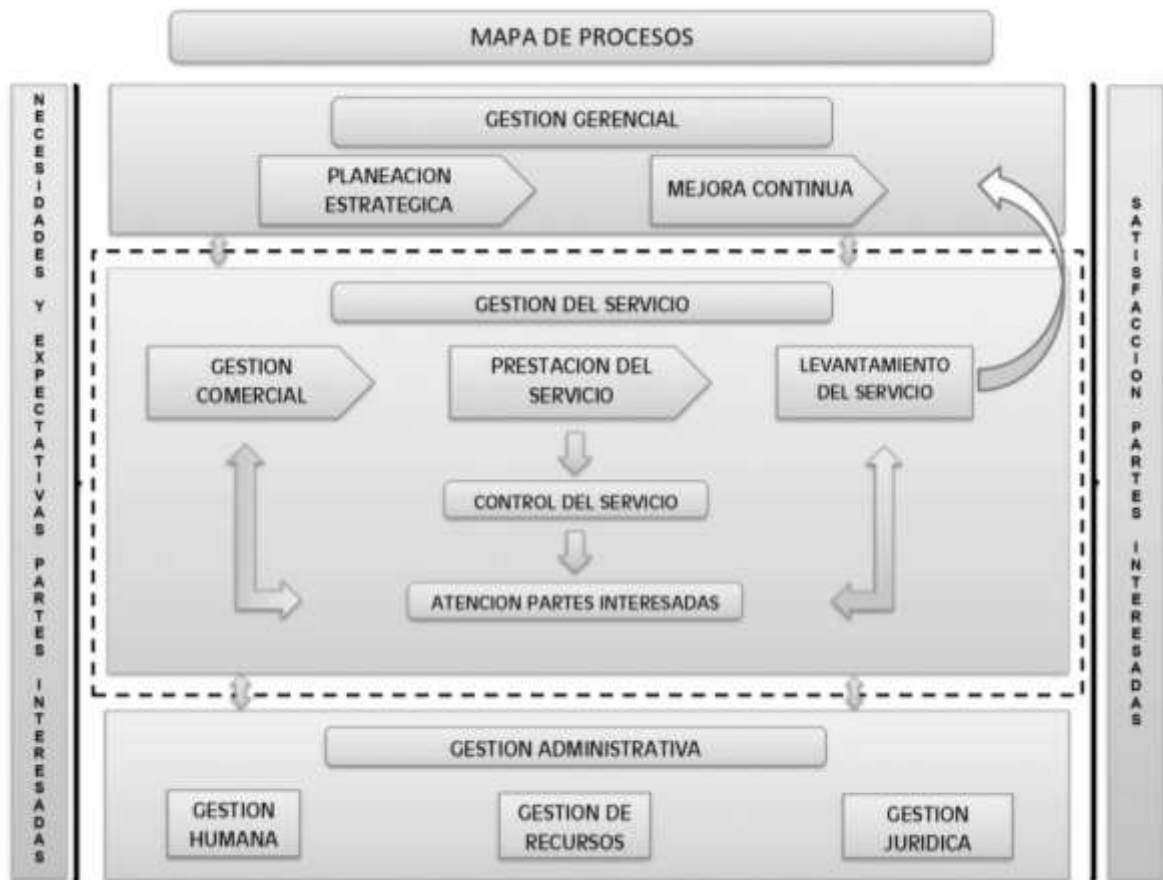 MAPA DE PROCESOS
NECESIDADES Y EXPECTATIVAS PARTES INTERESADAS
GESTION GERENCIAL
PLANEACION
ESTRATEGICA
MEJORA CONTINUA
GESTION DEL SERVICIO
GESTION
COMERCIAL
PRESTACION DEL
SERVICIO
LEVANTAMIENTO
DEL SERVICIO
CONTROL DEL SERVICIO
ATENCION PARTES INTERESADAS
GESTION ADMINISTRATIVA
GESTION
HUMANA
GESTION DE
RECURSOS
GESTION
JURIDICA
SATISFACCION PARTES INTERESADAS